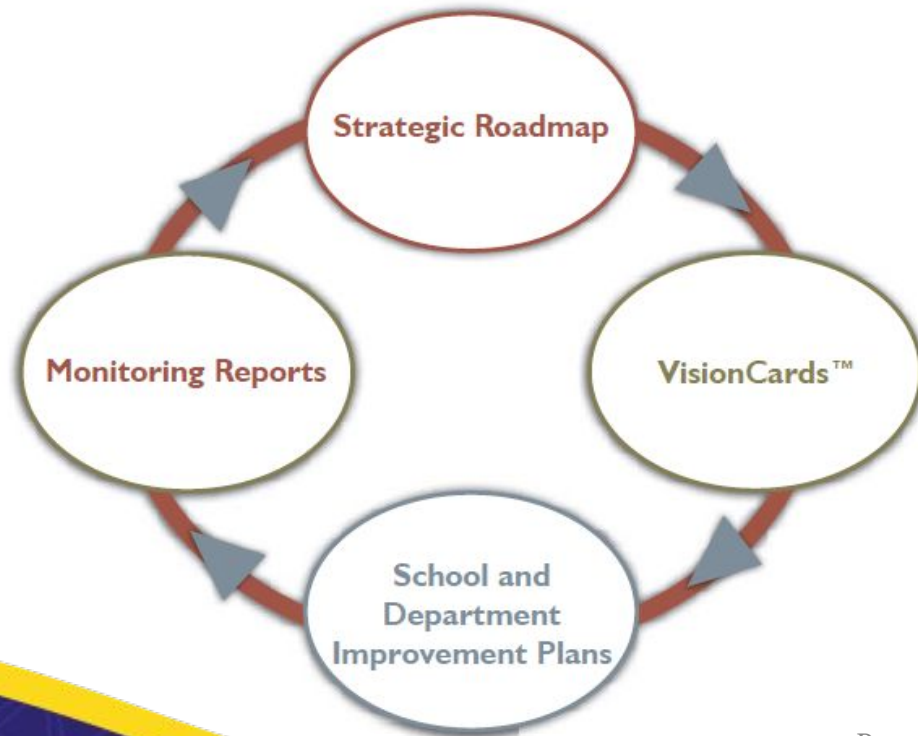 Strategic Roadmap
Monitoring Reports
VisionCards™
School and
Department
Improvement Plans